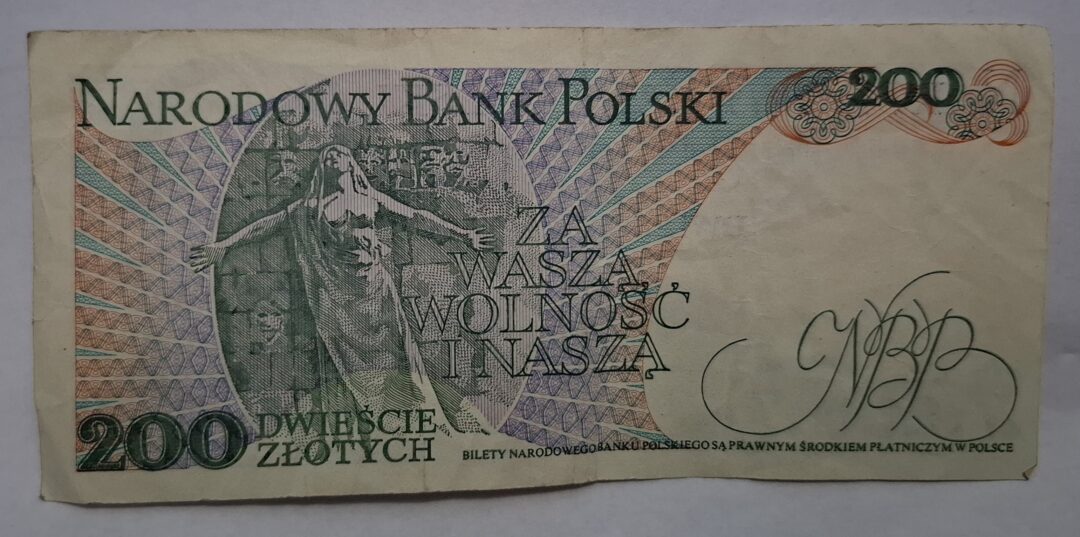 NARODOWY BANK POLSKI
200
ZA
WASZĄ
WOLNOŚĆ
I NASZĄ
NBP
200
DWIEŚCIE
ZŁOTYCH
BILETY NARODOWEGO BANKU POLSKIEGO SĄ PRAWNYM ŚRODKIEM PŁATNICZYM W POLSCE